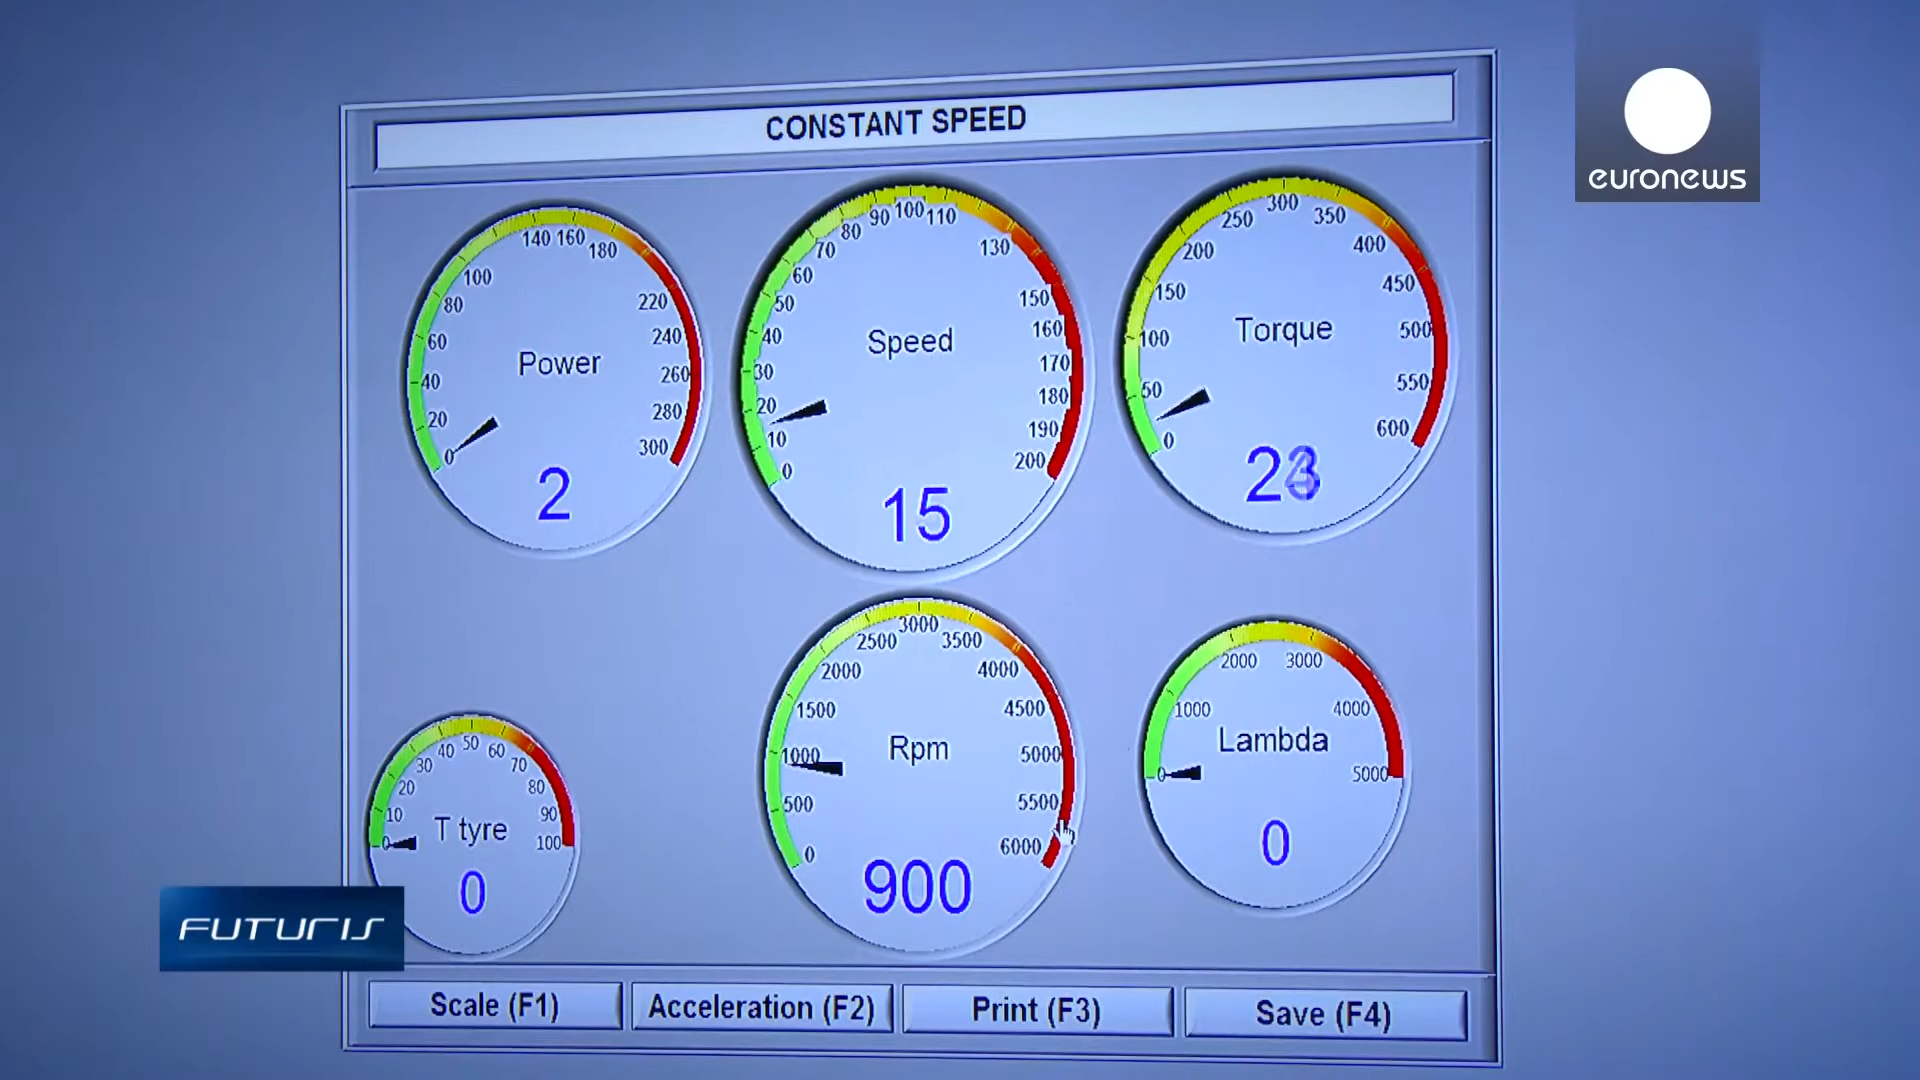 euronews
CONSTANT SPEED
Power
0 20 40 60 80 100 140 160 180 220 240 260 280 300
2
Speed
0 10 20 30 40 50 60 70 80 90 100 110 130 150 160 170 180 190 200
15
Torque
0 50 100 150 200 250 300 350 400 450 500 550 600
T tyre
0 10 20 30 40 50 60 70 80 90 100
0
Rpm
0 500 1000 1500 2000 2500 3000 3500 4000 4500 5000 5500 6000
900
Lambda
0 1000 2000 3000 4000 5000
0
FUTURIS
Scale (F1)
Acceleration (F2)
Print (F3)
Save (F4)